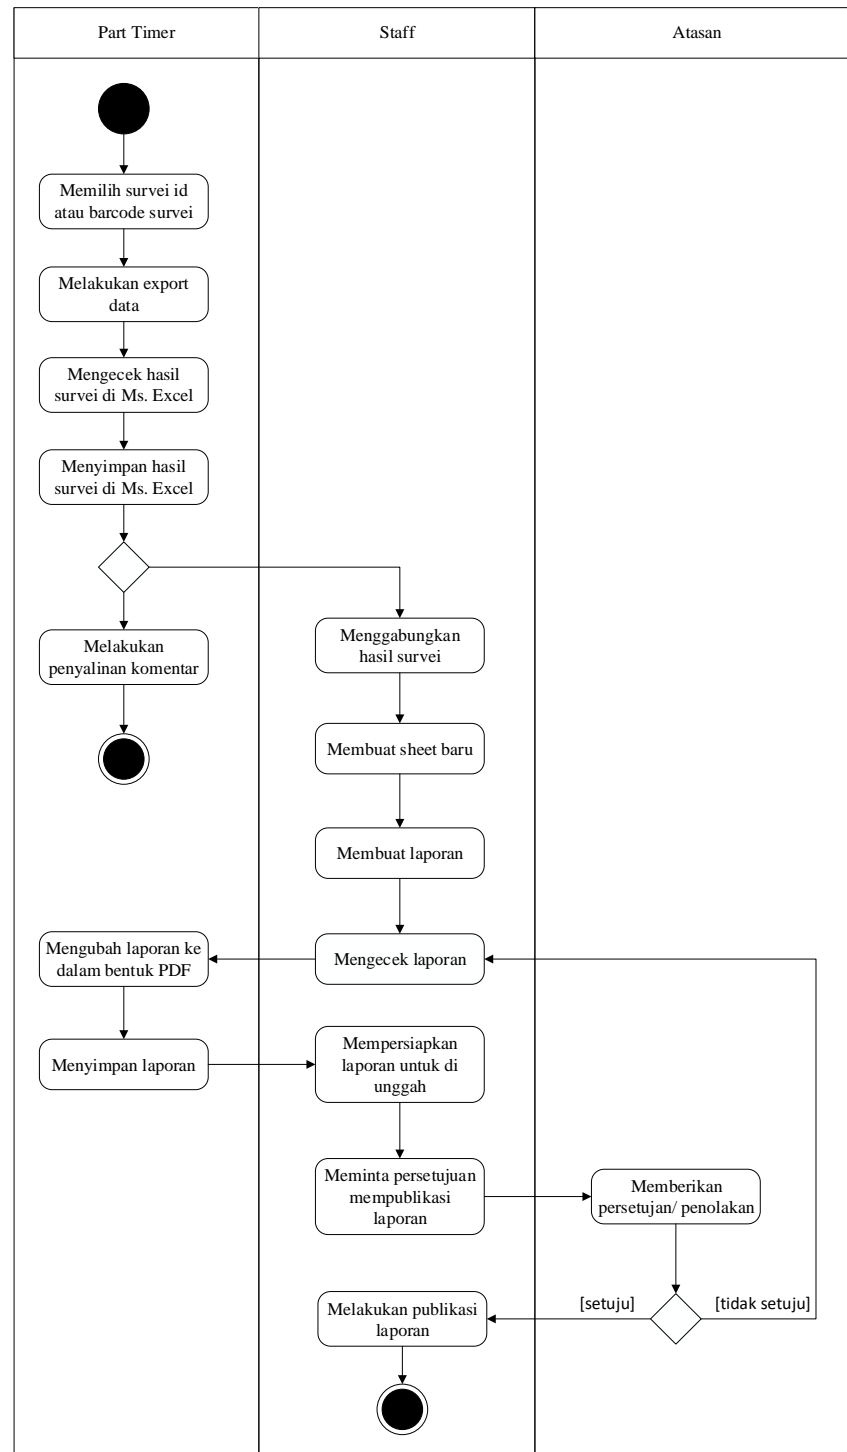 Part Timer
Staff
Atasan
Memilih survei id
atau barcode survei
Melakukan export
data
Mengecek hasil
survei di Ms. Excel
Menyimpan hasil
survei di Ms. Excel
Melakukan
penyalinan komentar
Menggabungkan
hasil survei
Membuat sheet baru
Membuat laporan
Mengecek laporan
Mengubah laporan ke
dalam bentuk PDF
Menyimpan laporan
Mempersiapkan
laporan untuk di
unggah
Meminta persetujuan
mempublikasi
laporan
Memberikan
persetujan/ penolakan
[setuju]
[tidak setuju]
Melakukan publikasi
laporan